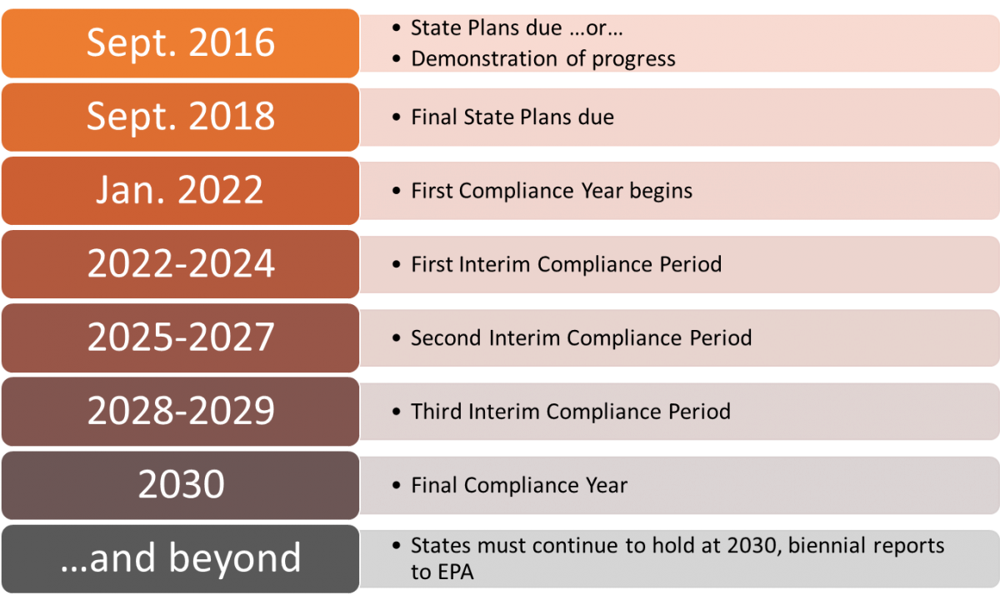 Sept. 2016
• State Plans due …or…
• Demonstration of progress
Sept. 2018
• Final State Plans due
Jan. 2022
• First Compliance Year begins
2022-2024
• First Interim Compliance Period
2025-2027
• Second Interim Compliance Period
2028-2029
• Third Interim Compliance Period
2030
• Final Compliance Year
…and beyond
• States must continue to hold at 2030, biennial reports
to EPA